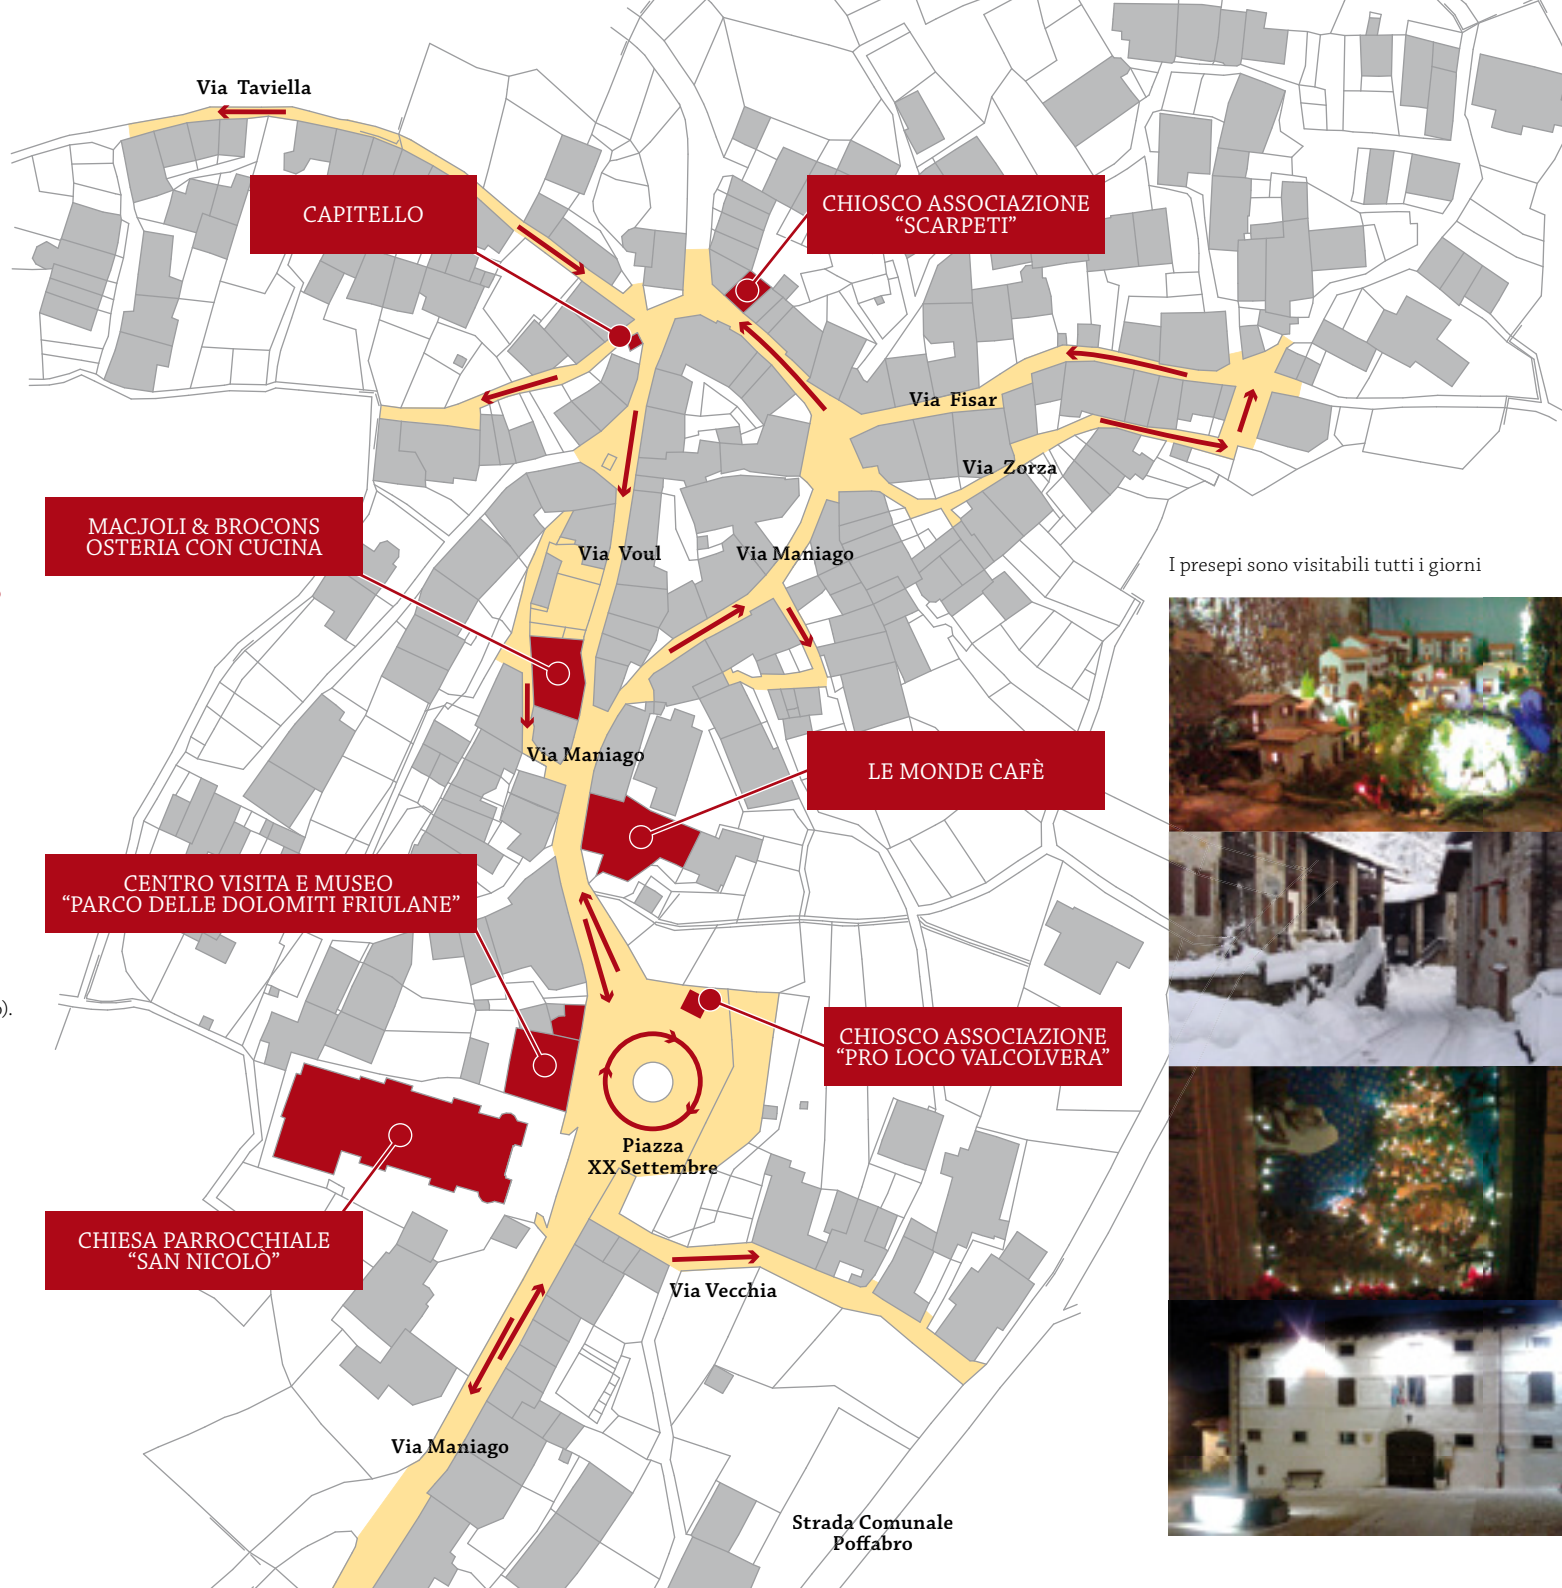 Via Taviella
CAPITELLO
CHIOSCO ASSOCIAZIONE
“SCARPETI”
Via Fisar
Via Zorza
MACJOLI & BROCONS
OSTERIA CON CUCINA
Via Voul
Via Maniago
I presepi sono visitabili tutti i giorni
Via Maniago
LE MONDE CAFÈ
CENTRO VISITA E MUSEO
“PARCO DELLE DOLOMITI FRIULANE”
).
CHIOSCO ASSOCIAZIONE
“PRO LOCO VALCOLVERA”
Piazza
XX Settembre
CHIESA PARROCCHIALE
“SAN NICOLÒ”
Via Vecchia
Via Maniago
Strada Comunale
Poffabro